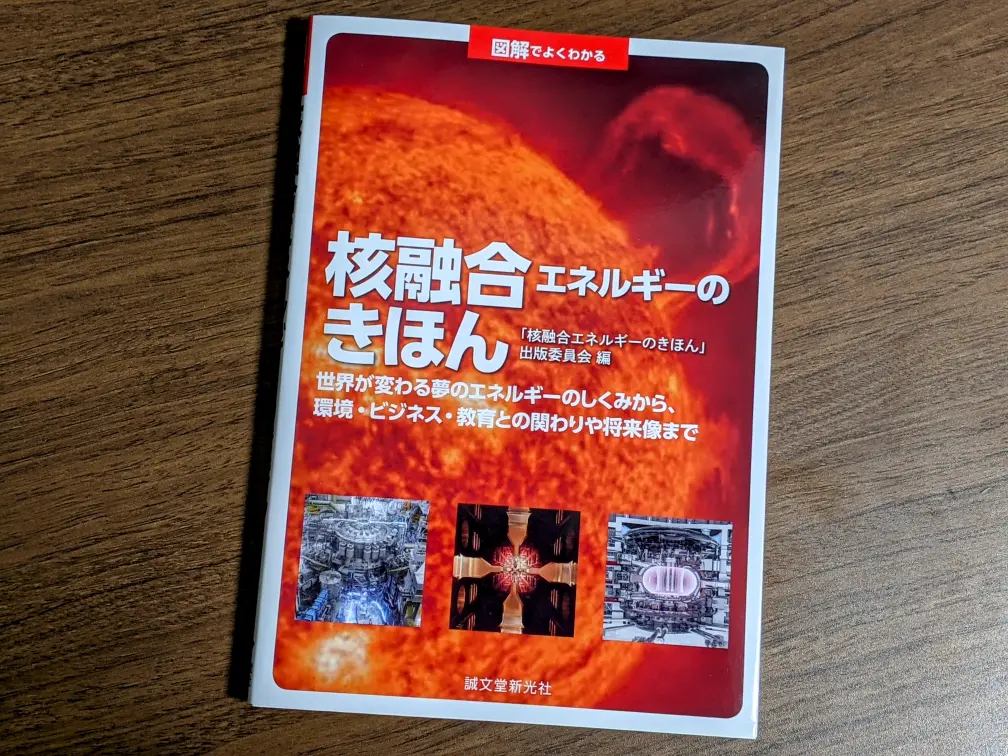 図解でよくわかる
核融合エネルギーの
きほん
「核融合エネルギーのきほん」
出版委員会 編
世界が変わる夢のエネルギーのしくみから、
環境・ビジネス・教育との関わりや将来像まで
誠文堂新光社